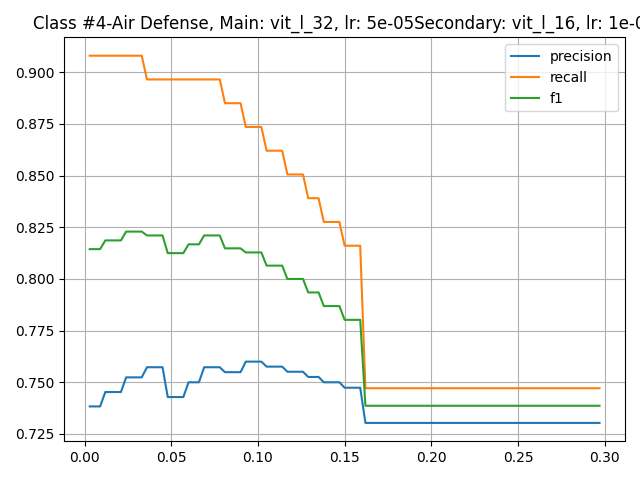 Class #4-Air Defense, Main: vit_l_32, lr: 5e-05Secondary: vit_l_16, lr: 1e-0
precision
recall
f1
0.900
0.875
0.850
0.825
0.800
0.775
0.750
0.725
0.00 0.05 0.10 0.15 0.20 0.25 0.30